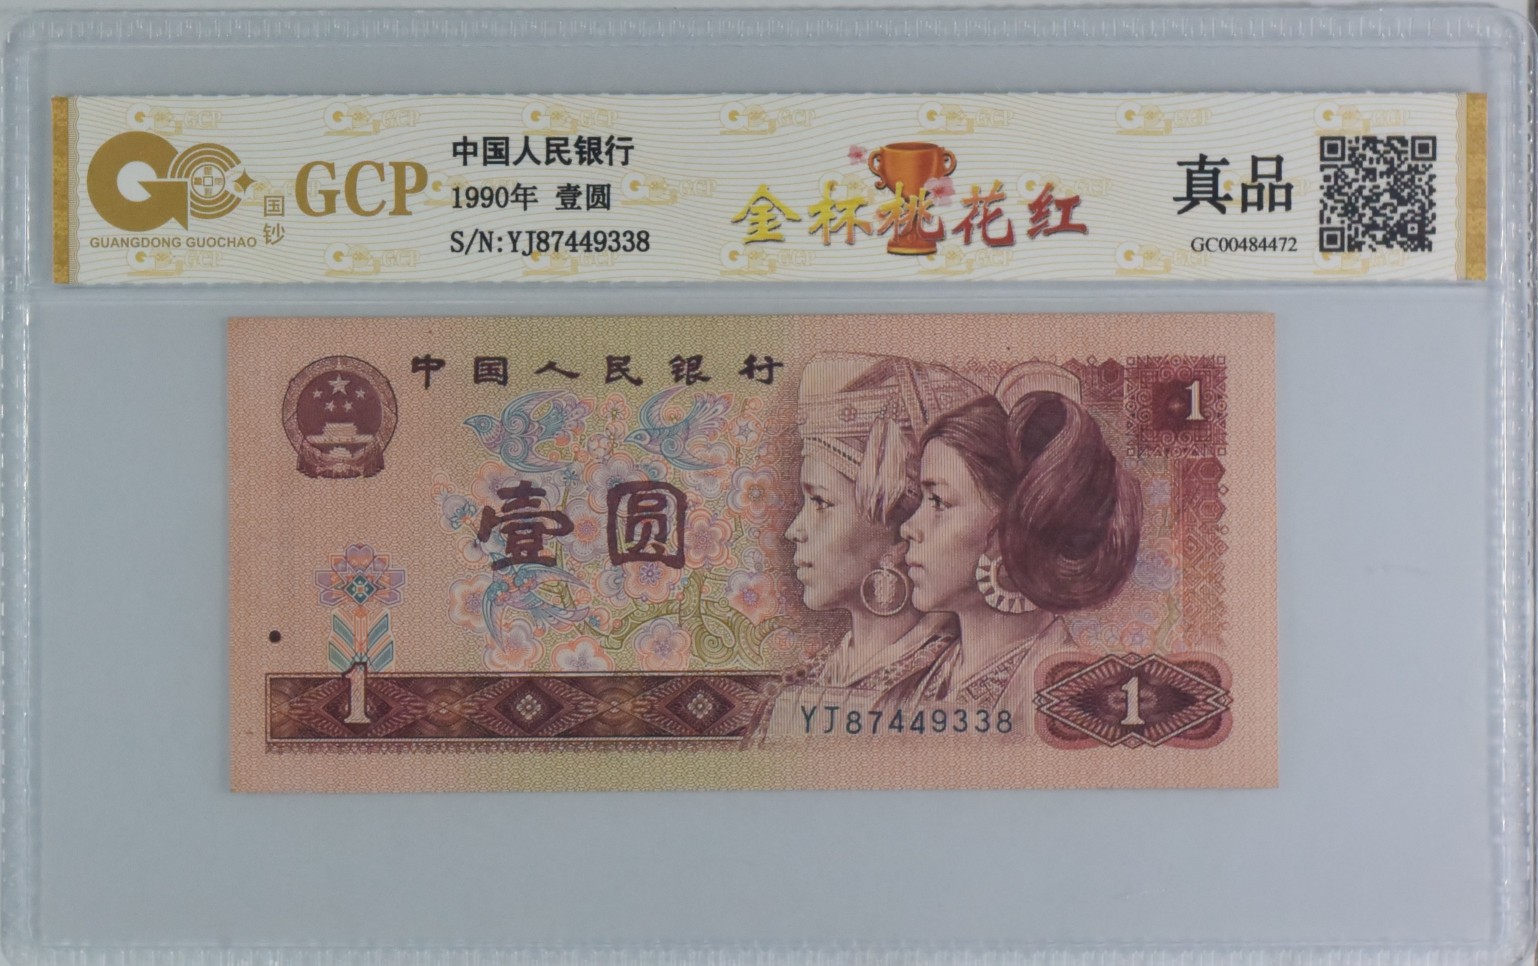 GC
GUANGDONG GUOCHAO
国钞
GCP
中国人民银行
1990年 壹圆
S/N:YJ87449338
金杯桃花红
真品
GC00484472
中国人民银行
1
壹圆
1
YJ87449338
1